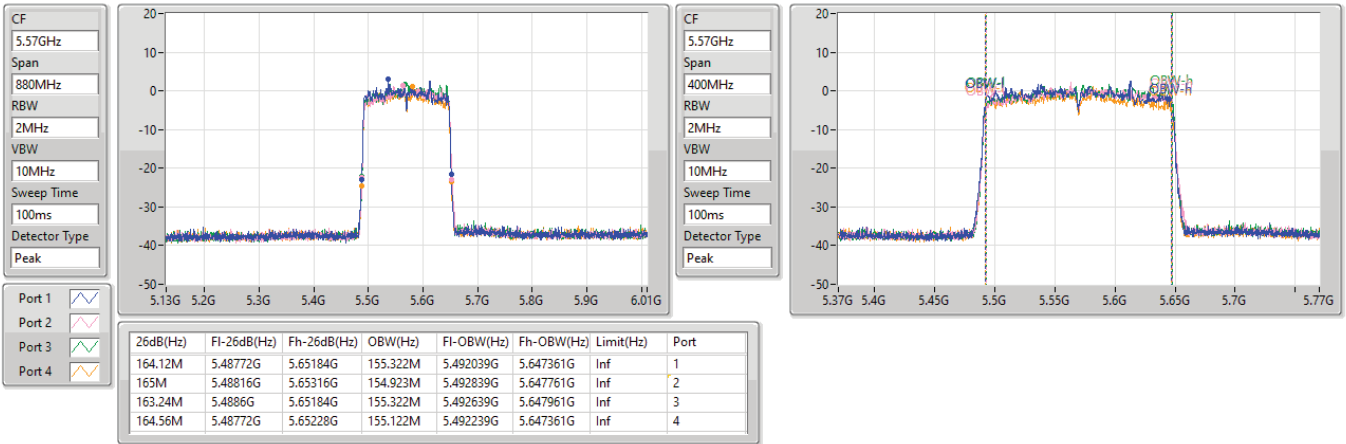 CF
5.57GHz
Span
880MHz
RBW
2MHz
VBW
10MHz
Sweep Time
100ms
Detector Type
Peak
20
10
0
-10
-20
-30
-40
-50
5.13G 5.2G 5.3G 5.4G 5.5G 5.6G 5.7G 5.8G 5.9G 6.01G
CF
5.57GHz
Span
400MHz
RBW
2MHz
VBW
10MHz
Sweep Time
100ms
Detector Type
Peak
20
10
0
-10
-20
-30
-40
-50
OBW-l
OBW-h
OBW-h
5.37G 5.4G 5.45G 5.5G 5.55G 5.6G 5.65G 5.7G 5.77G
Port 1
Port 2
Port 3
Port 4
26dB(Hz) Fl-26dB(Hz) Fh-26dB(Hz) OBW(Hz) Fl-OBW(Hz) Fh-OBW(Hz) Limit(Hz) Port
164.12M 5.48772G 5.65184G 155.322M 5.492039G 5.647361G Inf 1
165M 5.48816G 5.65316G 154.923M 5.492839G 5.647761G Inf 2
163.24M 5.4886G 5.65184G 155.322M 5.492639G 5.647961G Inf 3
164.56M 5.48772G 5.65228G 155.122M 5.492239G 5.647361G Inf 4